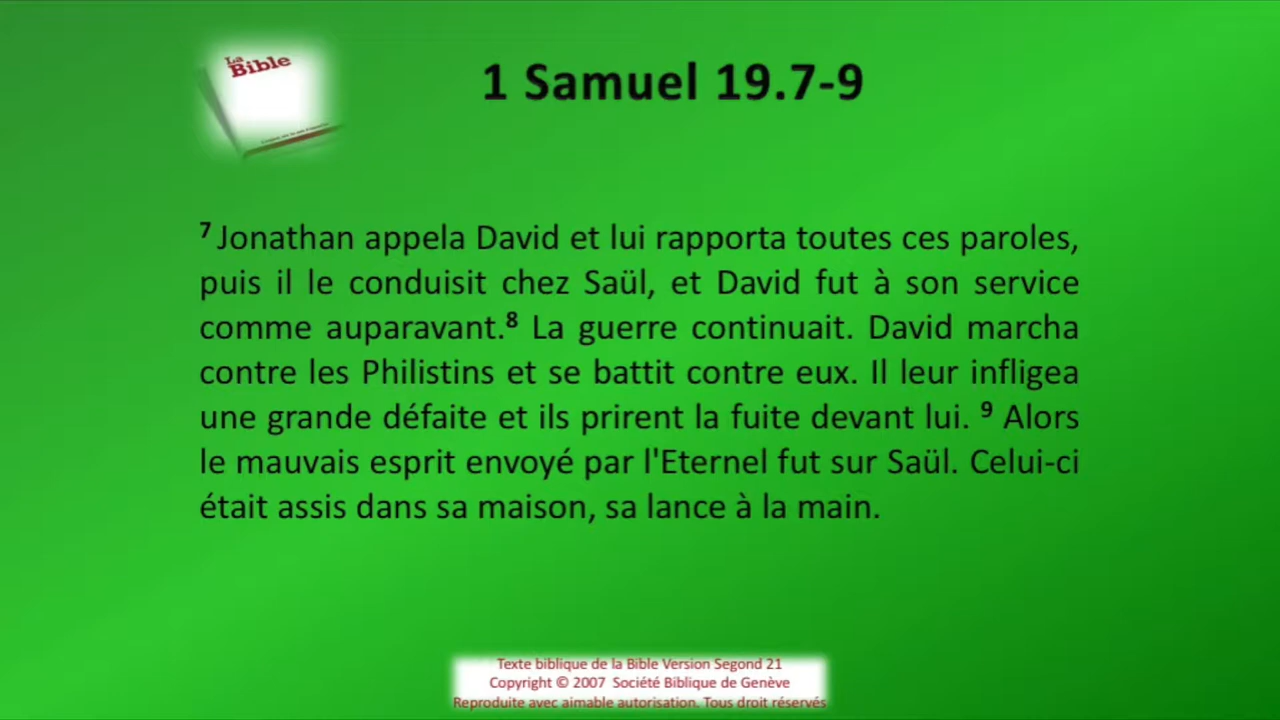 La
Bible
1 Samuel 19.7-9
⁷ Jonathan appela David et lui rapporta toutes ces paroles,
puis il le conduisit chez Saül, et David fut à son service
comme auparavant.⁸ La guerre continuait. David marcha
contre les Philistins et se battit contre eux. Il leur infligea
une grande défaite et ils prirent la fuite devant lui. ⁹ Alors
le mauvais esprit envoyé par l'Eternel fut sur Saül. Celui-ci
était assis dans sa maison, sa lance à la main.
Texte biblique de la Bible Version Segond 21
Copyright © 2007 Société Biblique de Genève
Reproduite avec aimable autorisation. Tous droit réservés